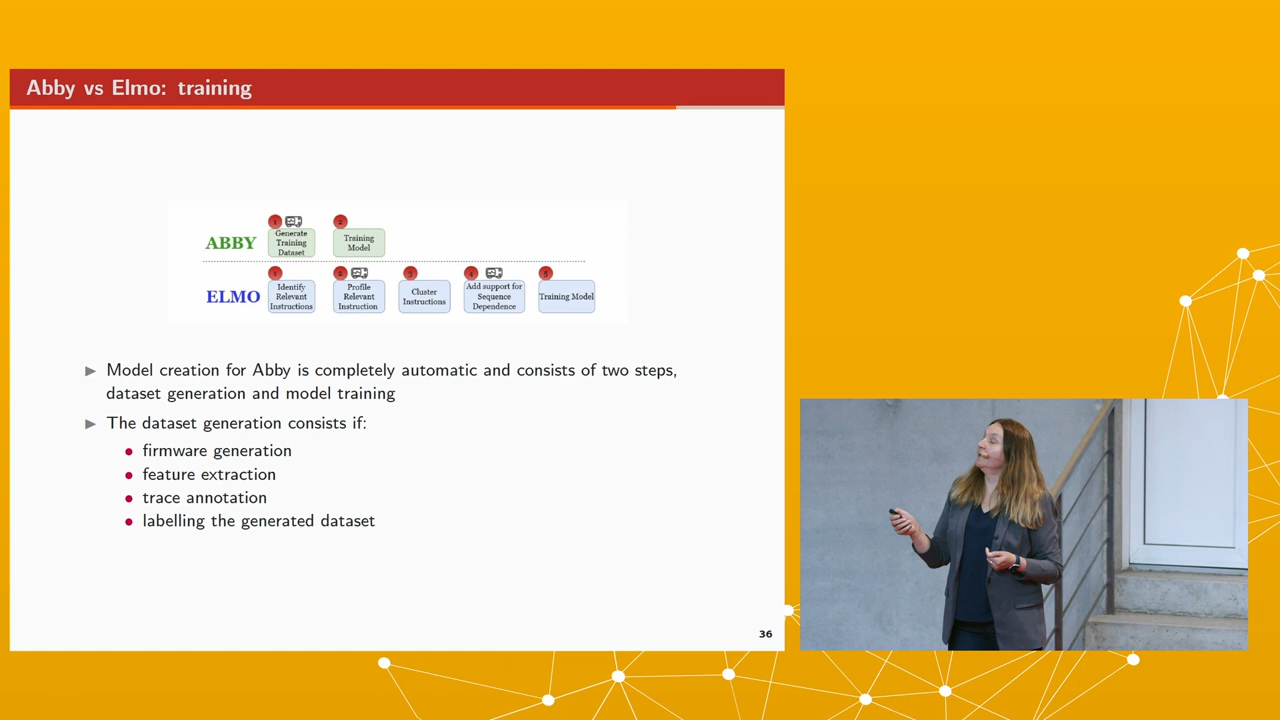 Abby vs Elmo: training
1
2
ABBY
Generate
Training
Dataset
Training
Model
1
2
3
4
5
ELMO
Identify
Relevant
Instructions
Profile
Relevant
Instruction
Cluster
Instructions
Add support for
Sequence
Dependence
Training Model
Model creation for Abby is completely automatic and consists of two steps,
dataset generation and model training
The dataset generation consists if:
firmware generation
feature extraction
trace annotation
labelling the generated dataset
36